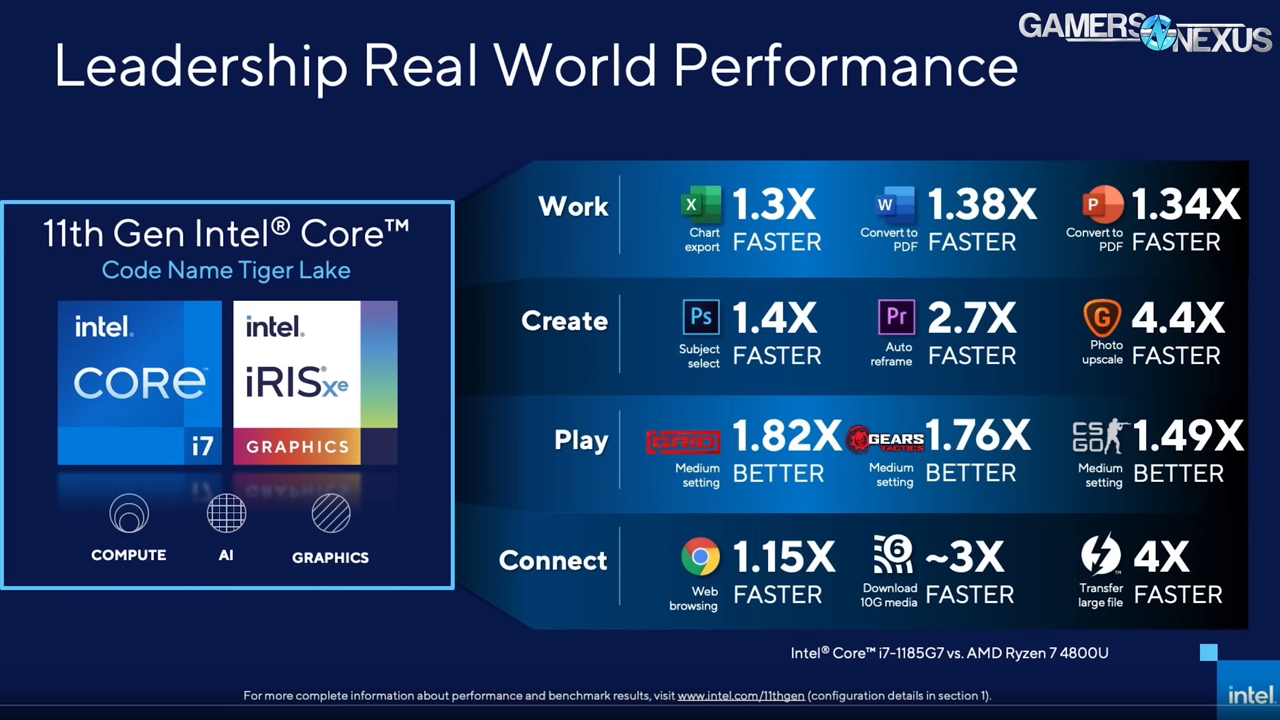 GAMERS NEXUS
Leadership Real World Performance
11th Gen Intel® Core™
Code Name Tiger Lake
intel.
CORE™
i7
intel.
iRIS® xe
GRAPHICS
COMPUTE
AI
GRAPHICS
Work
X
Chart
export
1.3X
FASTER
W
Convert to
PDF
1.38X
FASTER
P
Convert to
PDF
1.34X
FASTER
Create
Ps
Subject
select
1.4X
FASTER
Pr
Auto
reframe
2.7X
FASTER
G
Photo
upscale
4.4X
FASTER
Play
GRID
Medium
setting
1.82X
BETTER
GEARS
TACTICS
Medium
setting
1.76X
BETTER
CS
GO
Medium
setting
1.49X
BETTER
Connect
Web
browsing
1.15X
FASTER
6
Download
10G media
~3X
FASTER
Transfer
large file
4X
FASTER
Intel® Core™ i7-1185G7 vs. AMD Ryzen 7 4800U
For more complete information about performance and benchmark results, visit www.intel.com/11thgen (configuration details in section 1).
intel.